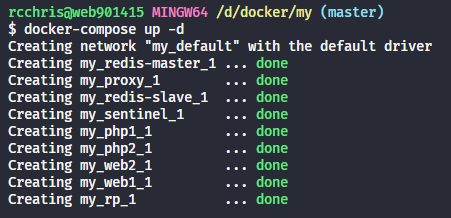 rcchris@web901415 MINGW64 /d/docker/my (master)
$ docker-compose up -d
Creating network "my_default" with the default driver
Creating my_redis-master_1 ... done
Creating my_proxy_1        ... done
Creating my_redis-slave_1  ... done
Creating my_sentinel_1     ... done
Creating my_php1_1         ... done
Creating my_php2_1         ... done
Creating my_web2_1         ... done
Creating my_web1_1         ... done
Creating my_rp_1           ... done